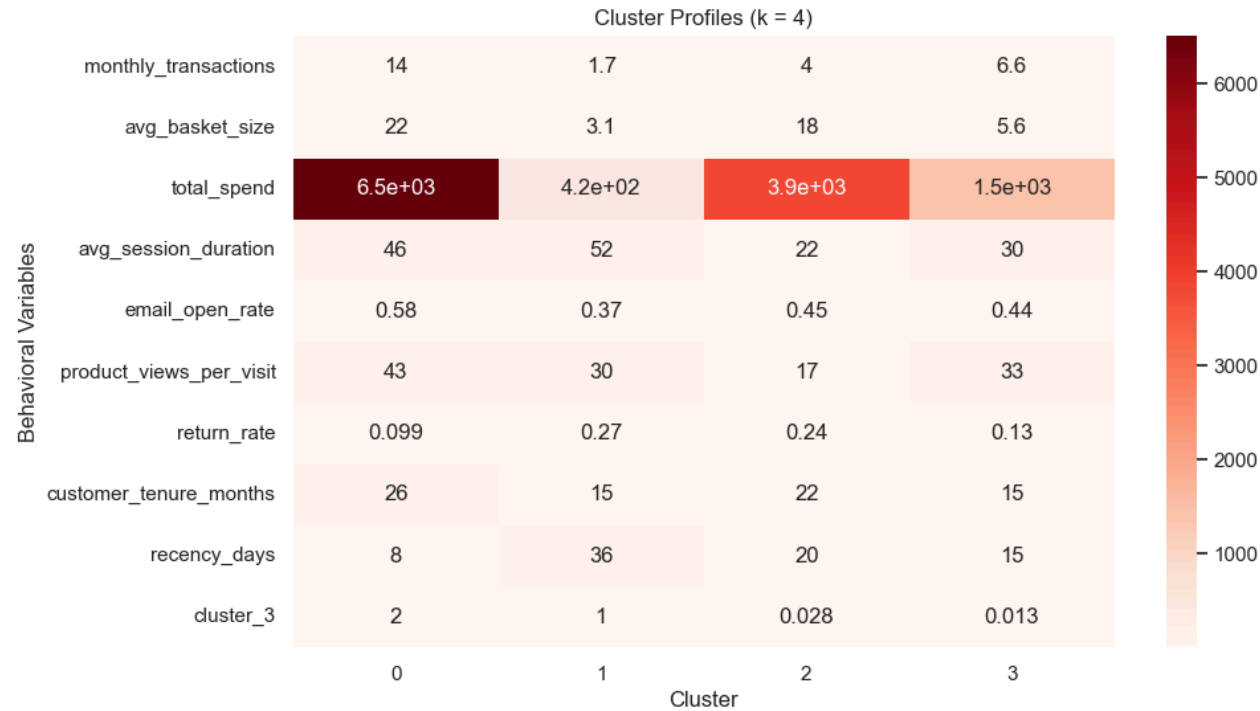 Cluster Profiles (k = 4)
Behavioral Variables
monthly_transactions 14 1.7 4 6.6
avg_basket_size 22 3.1 18 5.6
total_spend 6.5e+03 4.2e+02 3.9e+03 1.5e+03
avg_session_duration 46 52 22 30
email_open_rate 0.58 0.37 0.45 0.44
product_views_per_visit 43 30 17 33
return_rate 0.099 0.27 0.24 0.13
customer_tenure_months 26 15 22 15
recency_days 8 36 20 15
cluster_3 2 1 0.028 0.013
0 1 2 3
Cluster
6000
5000
4000
3000
2000
1000